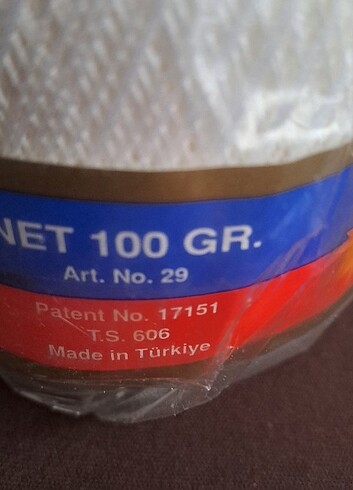 NET 100 GR.
Art. No. 29
Patent No. 17151
T.S. 606
Made in Türkiye